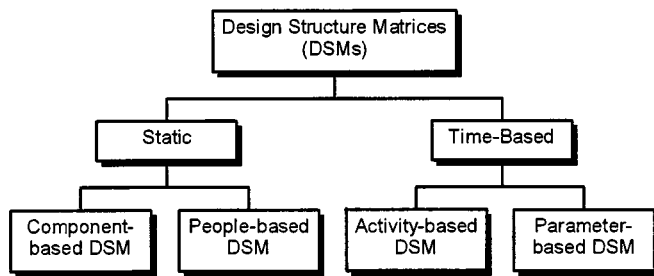 Design Structure Matrices
(DSMs)
Static
Time-Based
Component-
based DSM
People-based
DSM
Activity-based
DSM
Parameter-
based DSM